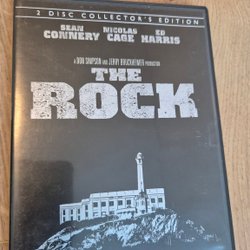 2 DISC COLLECTOR'S EDITION
SEAN CONNERY NICOLAS CAGE ED HARRIS
A DON SIMPSON AND JERRY BRUCKHEIMER PRODUCTION
THE
ROCK